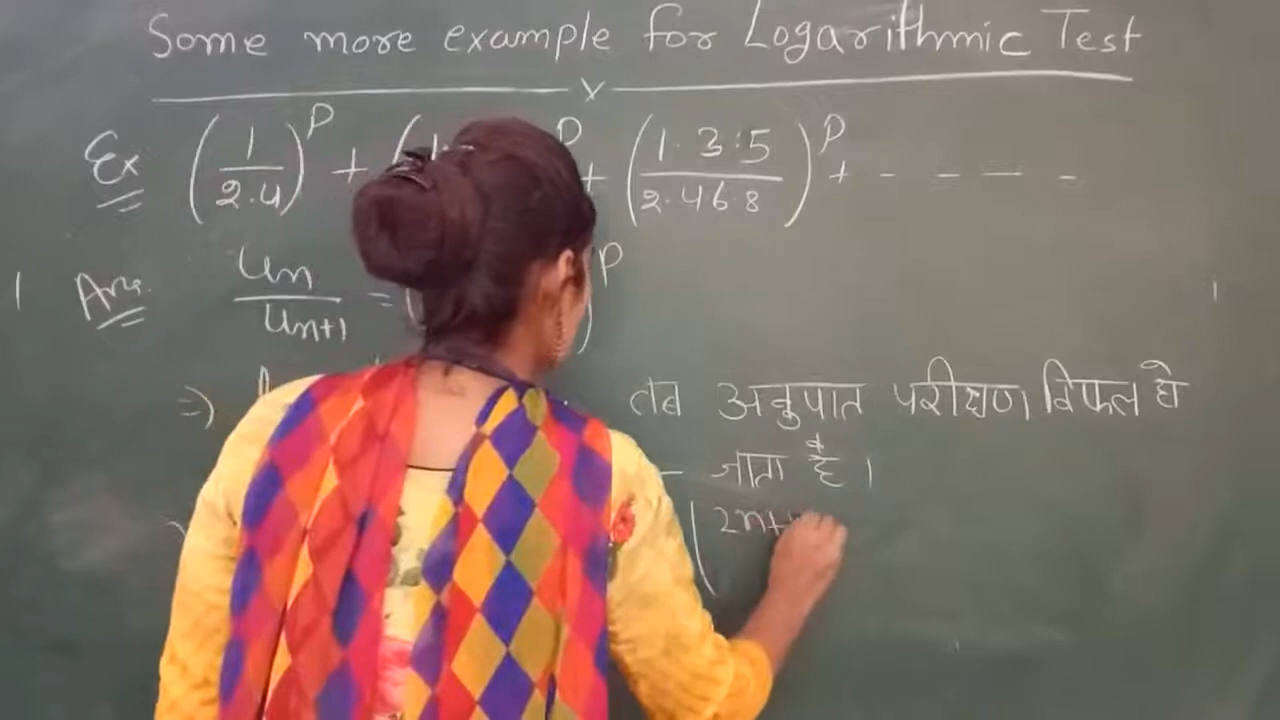 Some more example for Logarithmic Test
x
Ex (1/2.4)^P + (1. )^P + (1. 3.5/2.4 6.8)^P + - - - -
Ans. un/un+1 = ( )^P
=> तब अनुपात परीक्षण विफल हो
जाता है।
(2n+